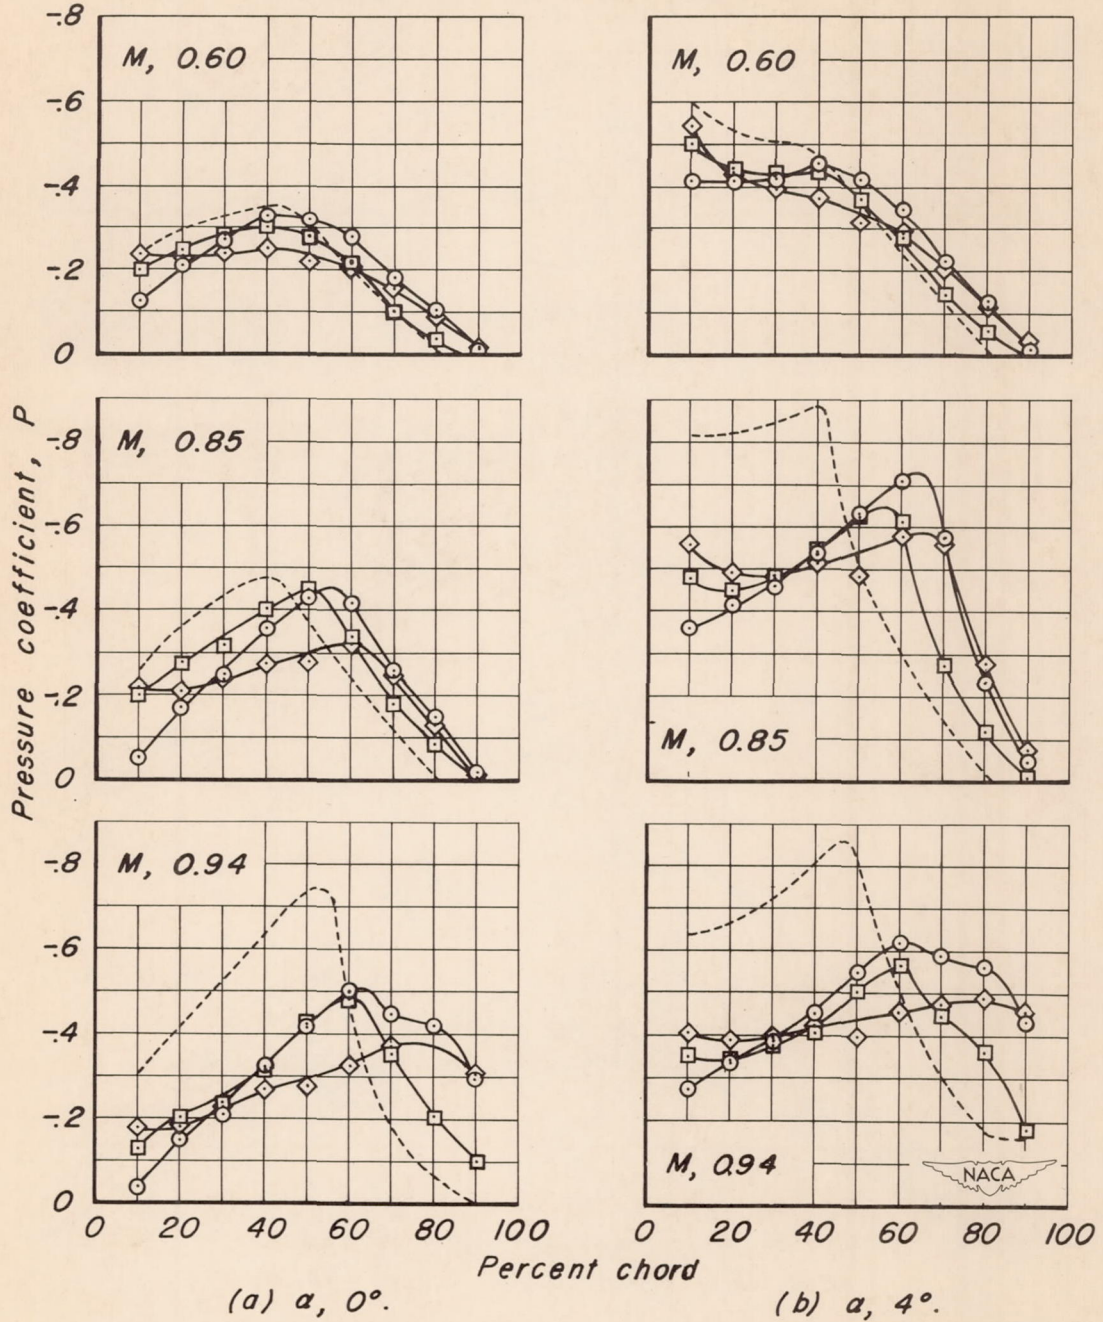 -.8
M, 0.60
M, 0.60
-.6
-.4
-.2
0
Pressure coefficient, P
M, 0.85
-.8
-.6
-.4
-.2
0
M, 0.85
M, 0.94
-.8
-.6
-.4
-.2
0
M, 0.94
NACA
0 20 40 60 80 100
0 20 40 60 80 100
Percent chord
(a) α, 0°.
(b) α, 4°.